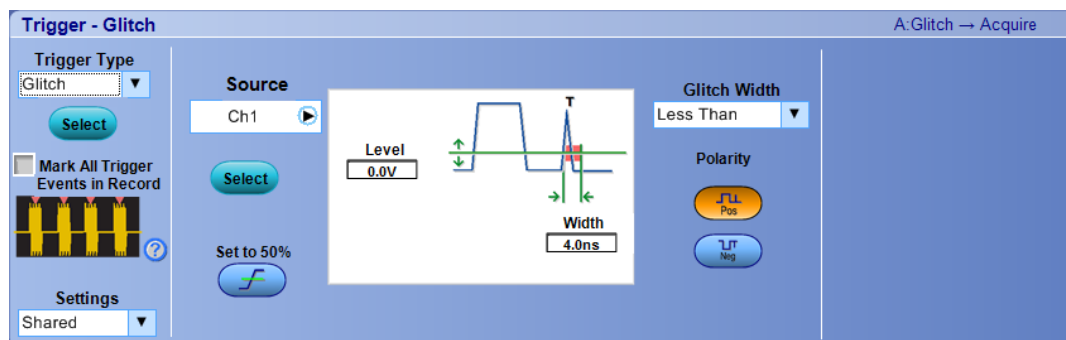 Trigger - Glitch
A:Glitch → Acquire
Trigger Type
Glitch
Select
Mark All Trigger
Events in Record
?
Settings
Shared
Source
Ch1
Select
Set to 50%
Level
0.0V
T
Width
4.0ns
Glitch Width
Less Than
Polarity
Pos
Neg